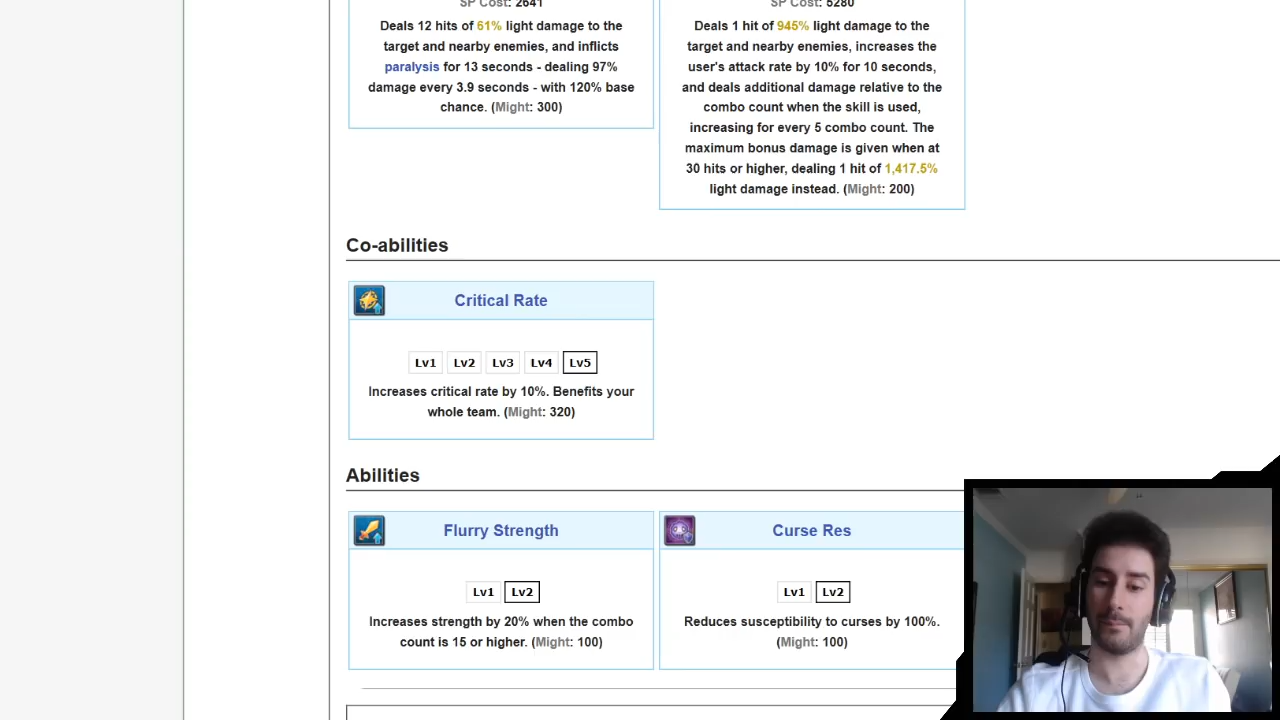 SP Cost: 2641
Deals 12 hits of 61% light damage to the
target and nearby enemies, and inflicts
paralysis for 13 seconds - dealing 97%
damage every 3.9 seconds - with 120% base
chance. (Might: 300)
SP Cost: 5280
Deals 1 hit of 945% light damage to the
target and nearby enemies, increases the
user's attack rate by 10% for 10 seconds,
and deals additional damage relative to the
combo count when the skill is used,
increasing for every 5 combo count. The
maximum bonus damage is given when at
30 hits or higher, dealing 1 hit of 1,417.5%
light damage instead. (Might: 200)
Co-abilities
Critical Rate
Lv1 Lv2 Lv3 Lv4 Lv5
Increases critical rate by 10%. Benefits your
whole team. (Might: 320)
Abilities
Flurry Strength
Lv1 Lv2
Increases strength by 20% when the combo
count is 15 or higher. (Might: 100)
Curse Res
Lv1 Lv2
Reduces susceptibility to curses by 100%.
(Might: 100)